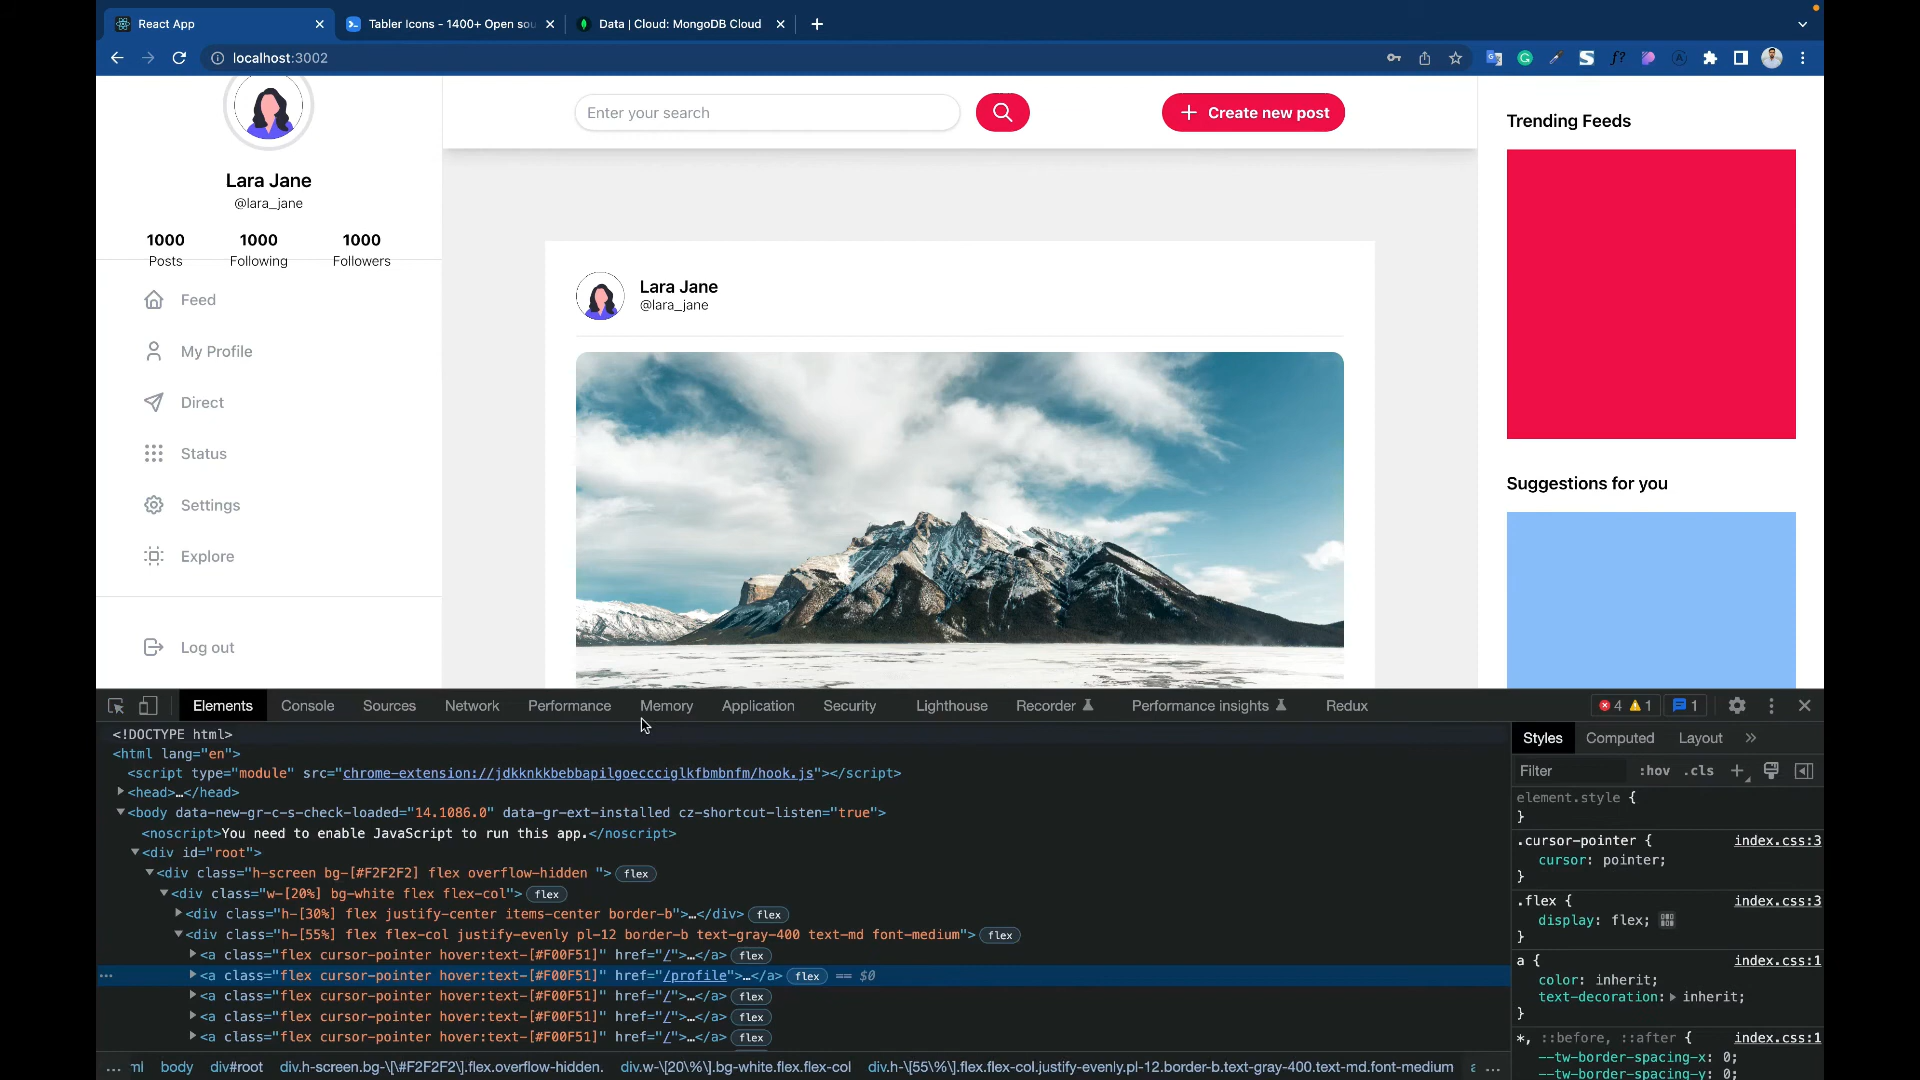 React App
Tabler Icons - 1400+ Open sou
Data | Cloud: MongoDB Cloud
localhost:3002
Lara Jane
@lara_jane
1000 1000 1000
Posts Following Followers
Feed
My Profile
Direct
Status
Settings
Explore
Log out
Enter your search
Create new post
Lara Jane
@lara_jane
Trending Feeds
Suggestions for you
Elements Console Sources Network Performance Memory Application Security Lighthouse Recorder Performance insights Redux 4 1 1
<!DOCTYPE html>
<html lang="en">
<script type="module" src="chrome-extension://jdkknkkbebbapilgoeccciglkfbmbnfm/hook.js"></script>
<head>…</head>
<body data-new-gr-c-s-check-loaded="14.1086.0" data-gr-ext-installed cz-shortcut-listen="true">
<noscript>You need to enable JavaScript to run this app.</noscript>
<div id="root">
<div class="h-screen bg-[#F2F2F2] flex overflow-hidden "> flex
<div class="w-[20%] bg-white flex flex-col"> flex
<div class="h-[30%] flex justify-center items-center border-b">…</div> flex
<div class="h-[55%] flex flex-col justify-evenly pl-12 border-b text-gray-400 text-md font-medium"> flex
<a class="flex cursor-pointer hover:text-[#F00F51]" href="/">…</a> flex
… <a class="flex cursor-pointer hover:text-[#F00F51]" href="/profile">…</a> flex == $0
<a class="flex cursor-pointer hover:text-[#F00F51]" href="/">…</a> flex
<a class="flex cursor-pointer hover:text-[#F00F51]" href="/">…</a> flex
<a class="flex cursor-pointer hover:text-[#F00F51]" href="/">…</a> flex
… ml body div#root div.h-screen.bg-\[\#F2F2F2\].flex.overflow-hidden. div.w-\[20\%\].bg-white.flex.flex-col div.h-\[55\%\].flex.flex-col.justify-evenly.pl-12.border-b.text-gray-400.text-md.font-medium a …
Styles Computed Layout »
Filter :hov .cls +
element.style {
}
.cursor-pointer { index.css:3
cursor: pointer;
}
.flex { index.css:3
display: flex;
}
a { index.css:1
color: inherit;
text-decoration: inherit;
}
*, ::before, ::after { index.css:1
--tw-border-spacing-x: 0;
--tw-border-spacing-y: 0;